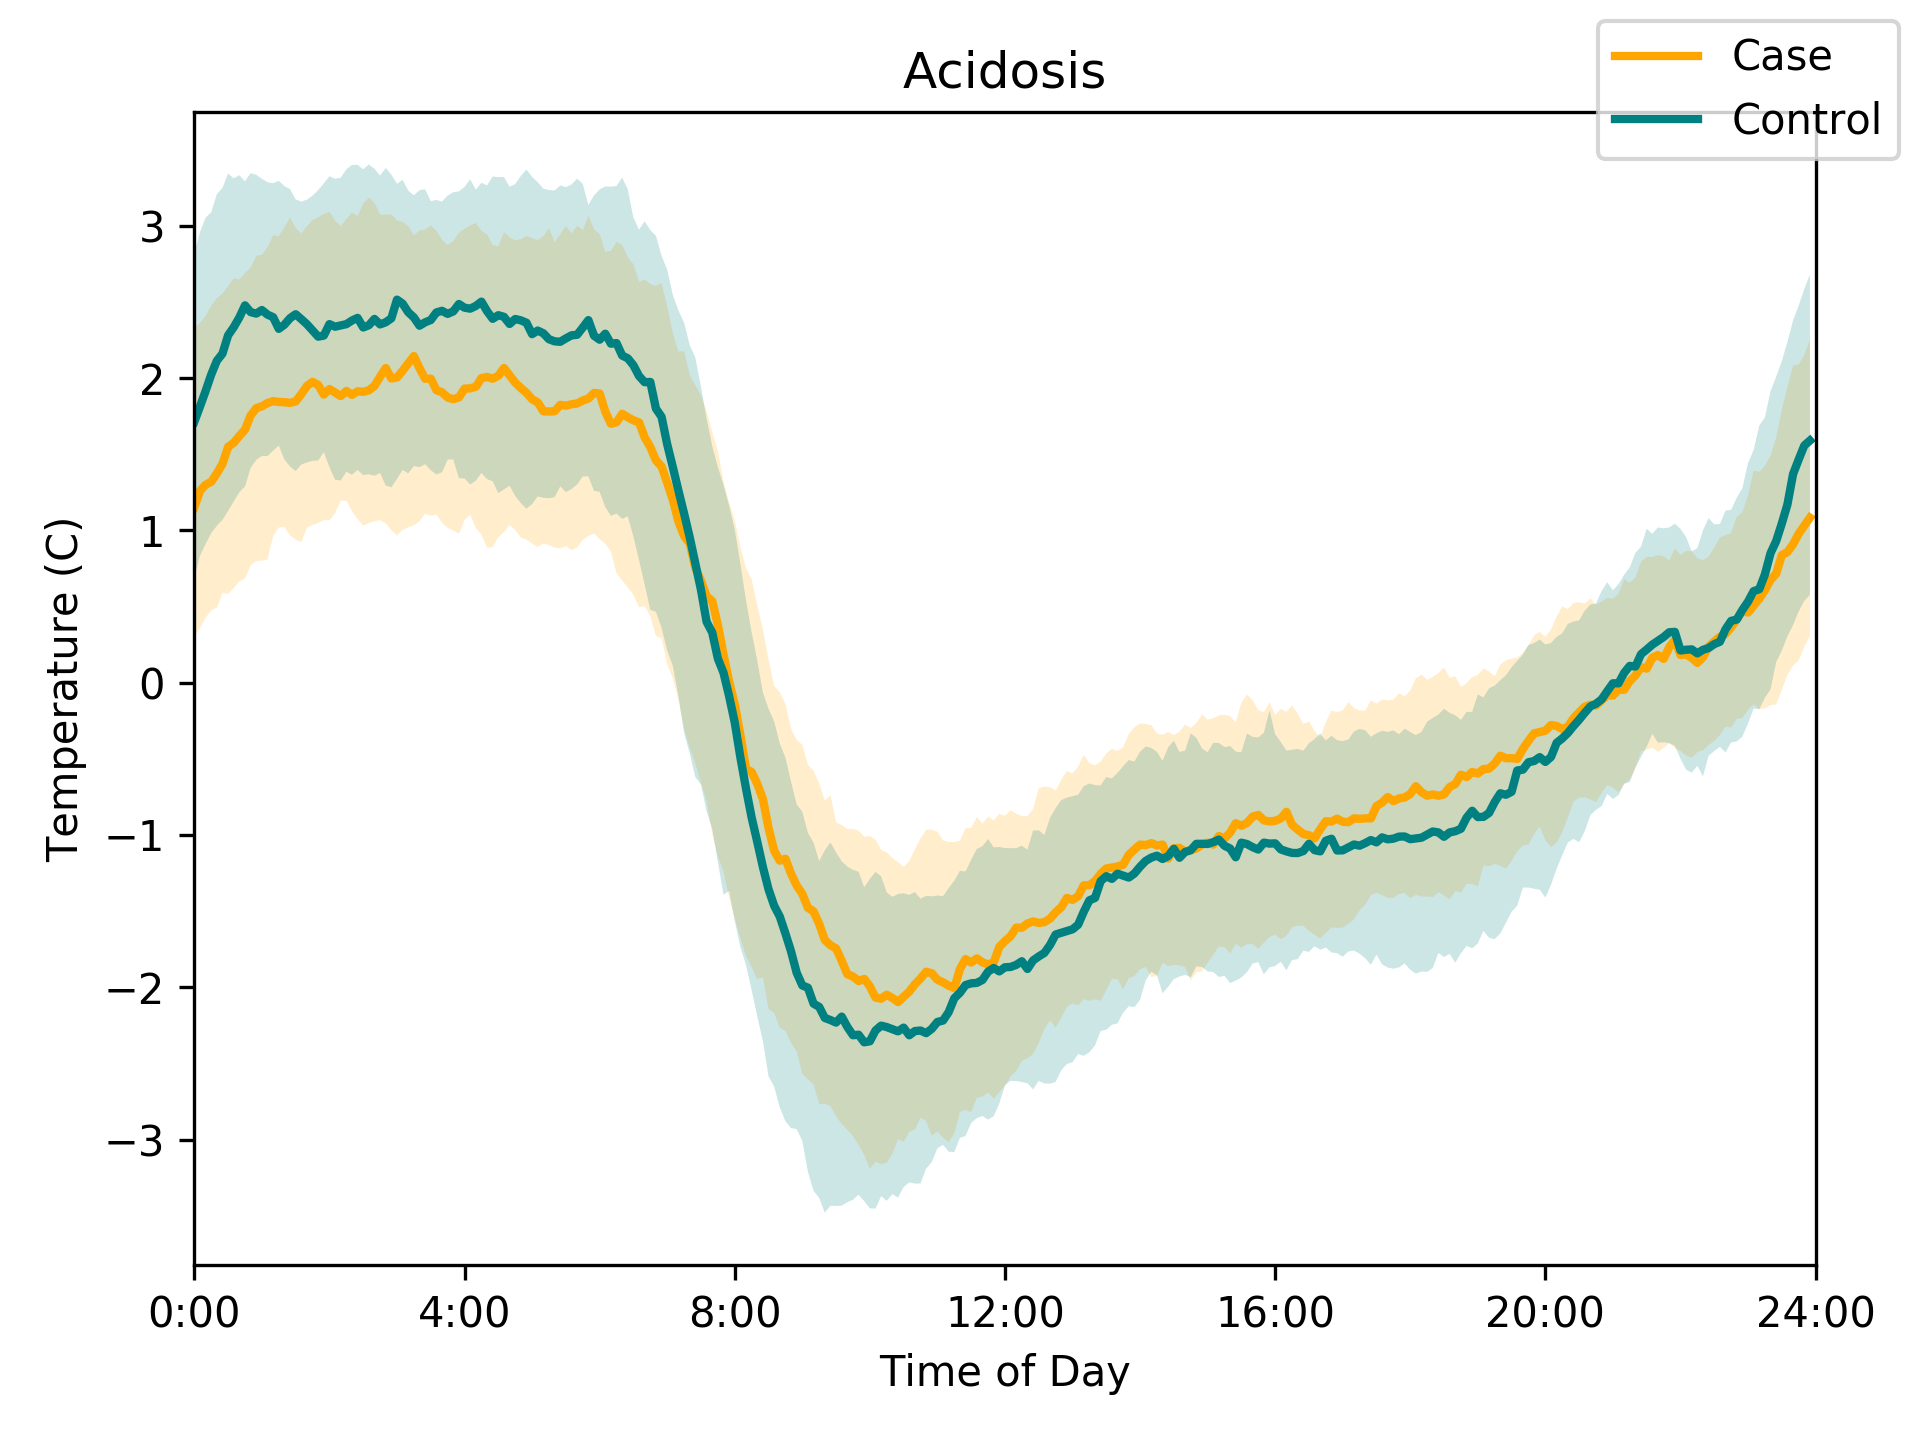 Acidosis
Case
Control
Temperature (C)
3
2
1
0
−1
−2
−3
0:00
4:00
8:00
12:00
16:00
20:00
24:00
Time of Day